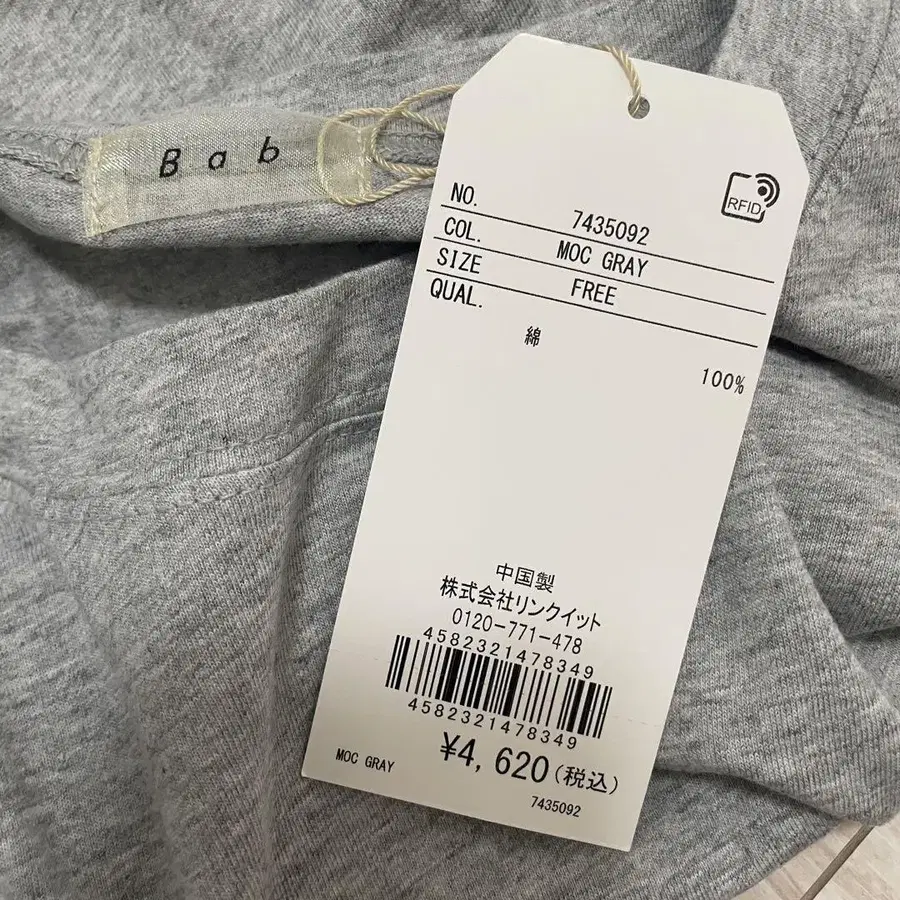 Bab
RFID
NO. 7435092
COL. MOC GRAY
SIZE FREE
QUAL.
綿
100%
中国製
株式会社リンクイット
0120-771-478
4582321478349
4582321478349
¥4,620(税込)
MOC GRAY
7435092